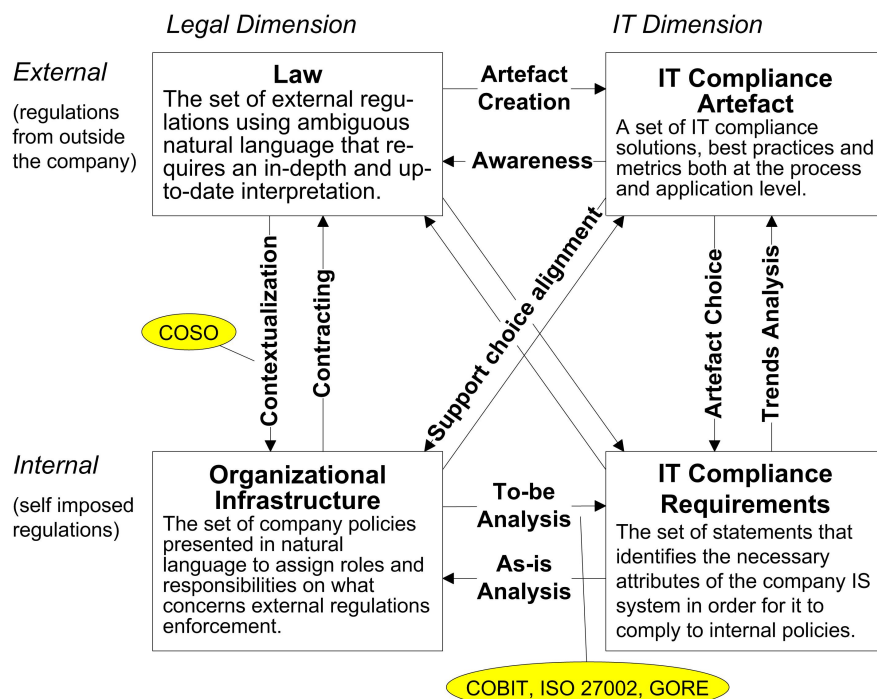 Legal Dimension
IT Dimension
External
(regulations
from outside
the company)
Law
The set of external regu-
lations using ambiguous
natural language that re-
quires an in-depth and up-
to-date interpretation.
Artefact
Creation
Awareness
IT Compliance
Artefact
A set of IT compliance
solutions, best practices and
metrics both at the process
and application level.
COSO
Contextualization
Contracting
Support choice alignment
Artefact Choice
Trends Analysis
Internal
(self imposed
regulations)
Organizational
Infrastructure
The set of company policies
presented in natural
language to assign roles and
responsibilities on what
concerns external regulations
enforcement.
To-be
Analysis
As-is
Analysis
IT Compliance
Requirements
The set of statements that
identifies the necessary
attributes of the company IS
system in order for it to
comply to internal policies.
COBIT, ISO 27002, GORE